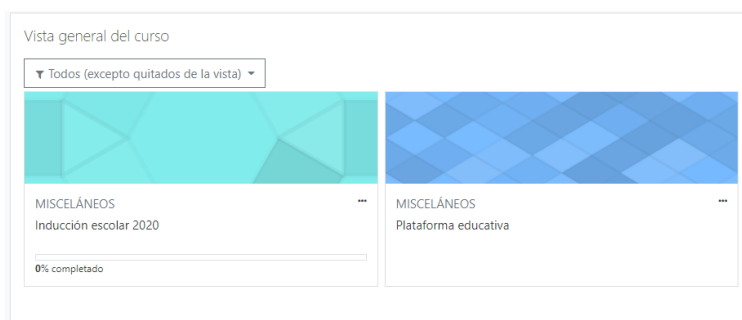 Vista general del curso
Todos (excepto quitados de la vista)
MISCELÁNEOS
Inducción escolar 2020
0% completado
MISCELÁNEOS
Plataforma educativa